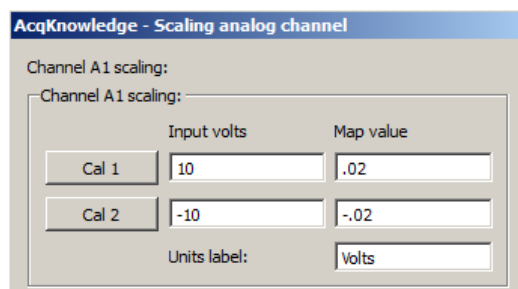 AcqKnowledge - Scaling analog channel
Channel A1 scaling:
Channel A1 scaling:
Input volts Map value
Cal 1 10 .02
Cal 2 -10 -.02
Units label: Volts